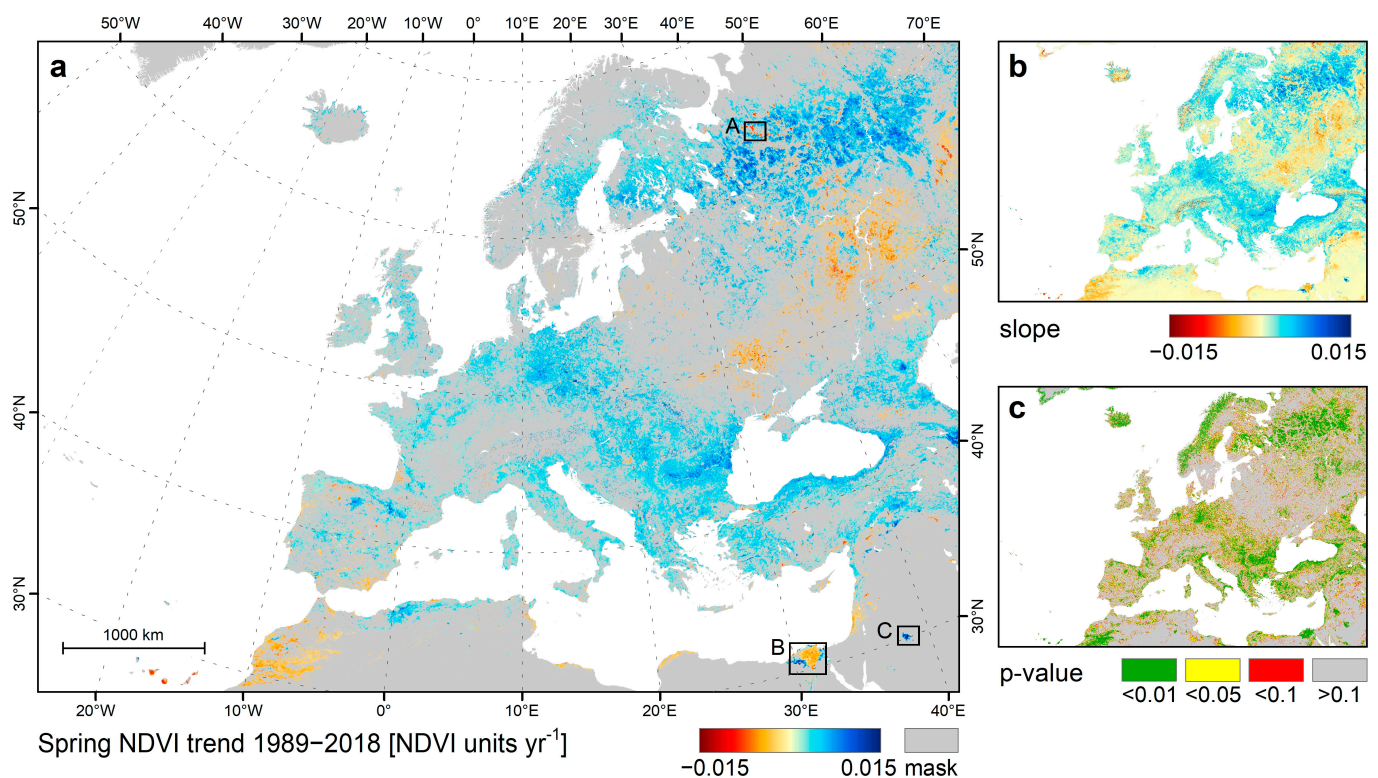 50°W 40°W 30°W 20°W 10°W 0° 10°E 20°E 30°E 40°E 50°E 60°E 70°E
a
A
50°N
50°N
40°N
40°N
30°N
30°N
1000 km
B
C
20°W 10°W 0° 10°E 20°E 30°E 40°E
Spring NDVI trend 1989−2018 [NDVI units yr-1]
−0.015 0.015 mask
b
slope
−0.015 0.015
c
p-value
<0.01 <0.05 <0.1 >0.1